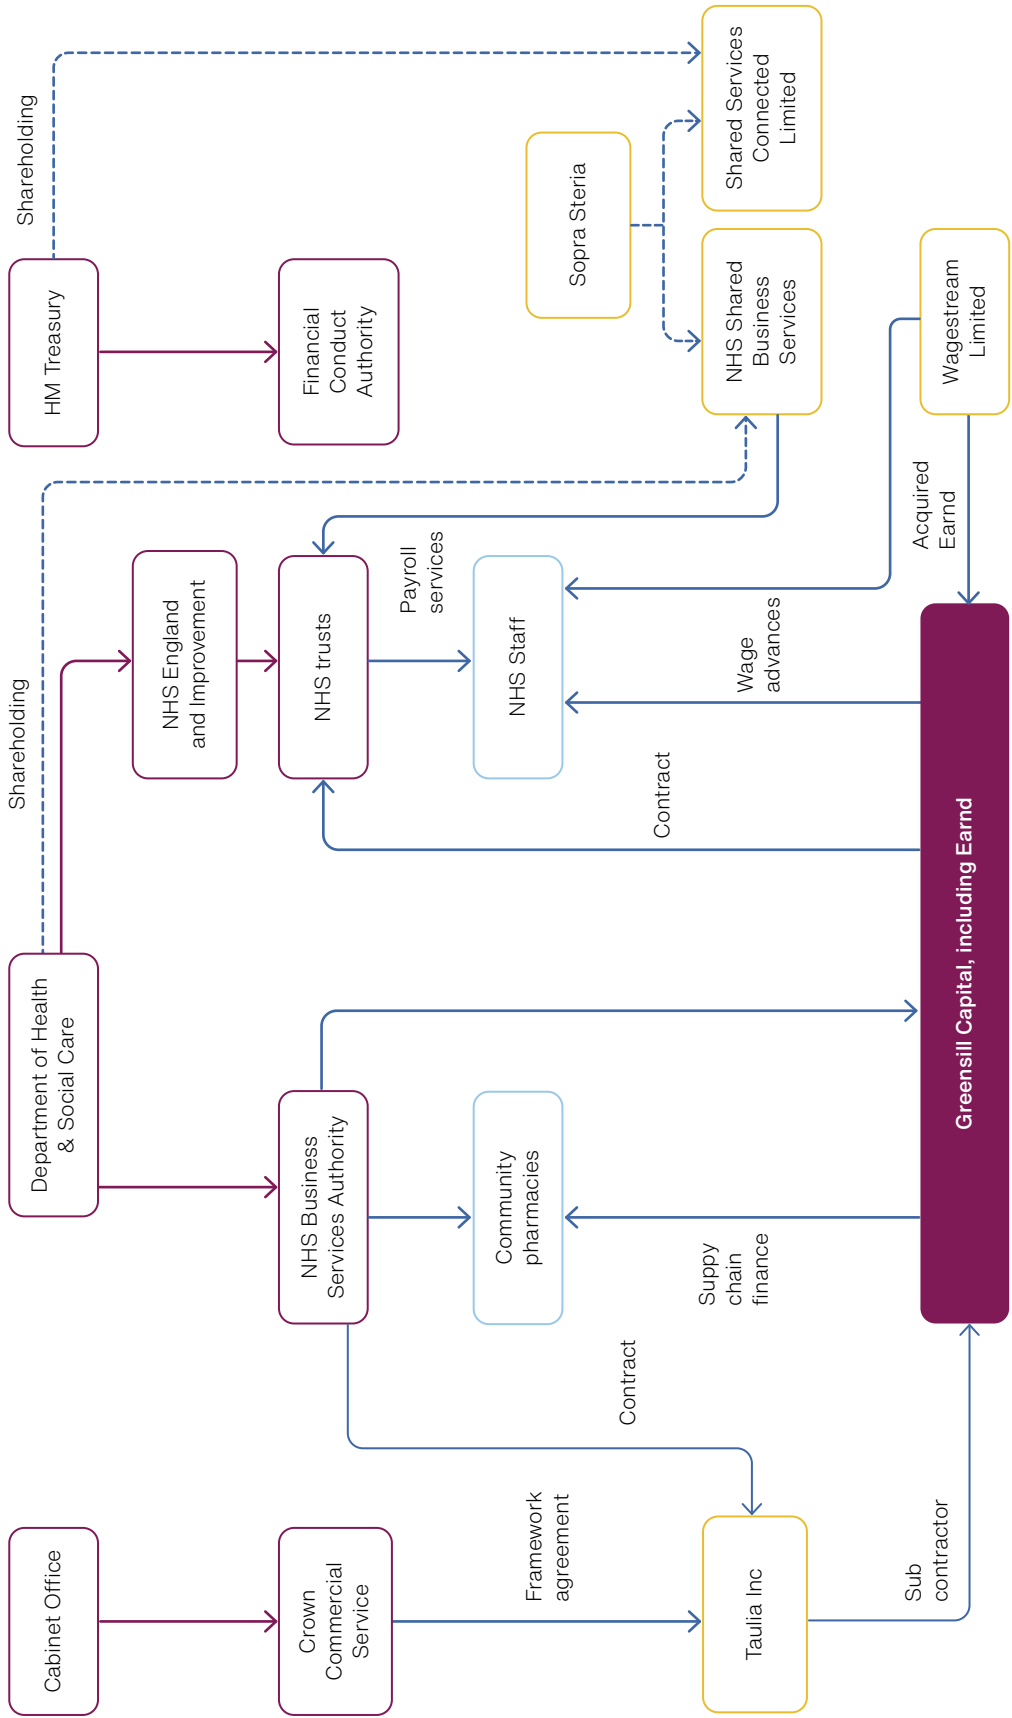 Cabinet Office
Department of Health
& Social Care
HM Treasury
Shareholding
Shareholding
NHS England
and Improvement
Crown
Commercial
Service
NHS Business
Services Authority
NHS trusts
Financial
Conduct
Authority
Payroll
services
Community
pharmacies
NHS Staff
Sopra Steria
Framework
agreement
Contract
Suppy
chain
finance
Contract
Wage
advances
Taulia Inc
NHS Shared
Business
Services
Shared Services
Connected
Limited
Sub
contractor
Acquired
Earnd
Greensill Capital, including Earnd
Wagestream
Limited